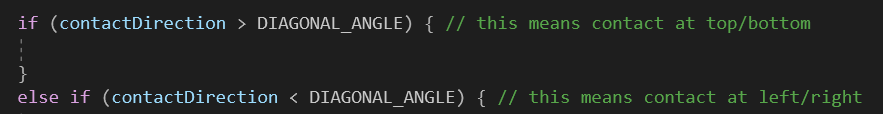 if (contactDirection > DIAGONAL_ANGLE) { // this means contact at top/bottom
}
else if (contactDirection < DIAGONAL_ANGLE) { // this means contact at left/right